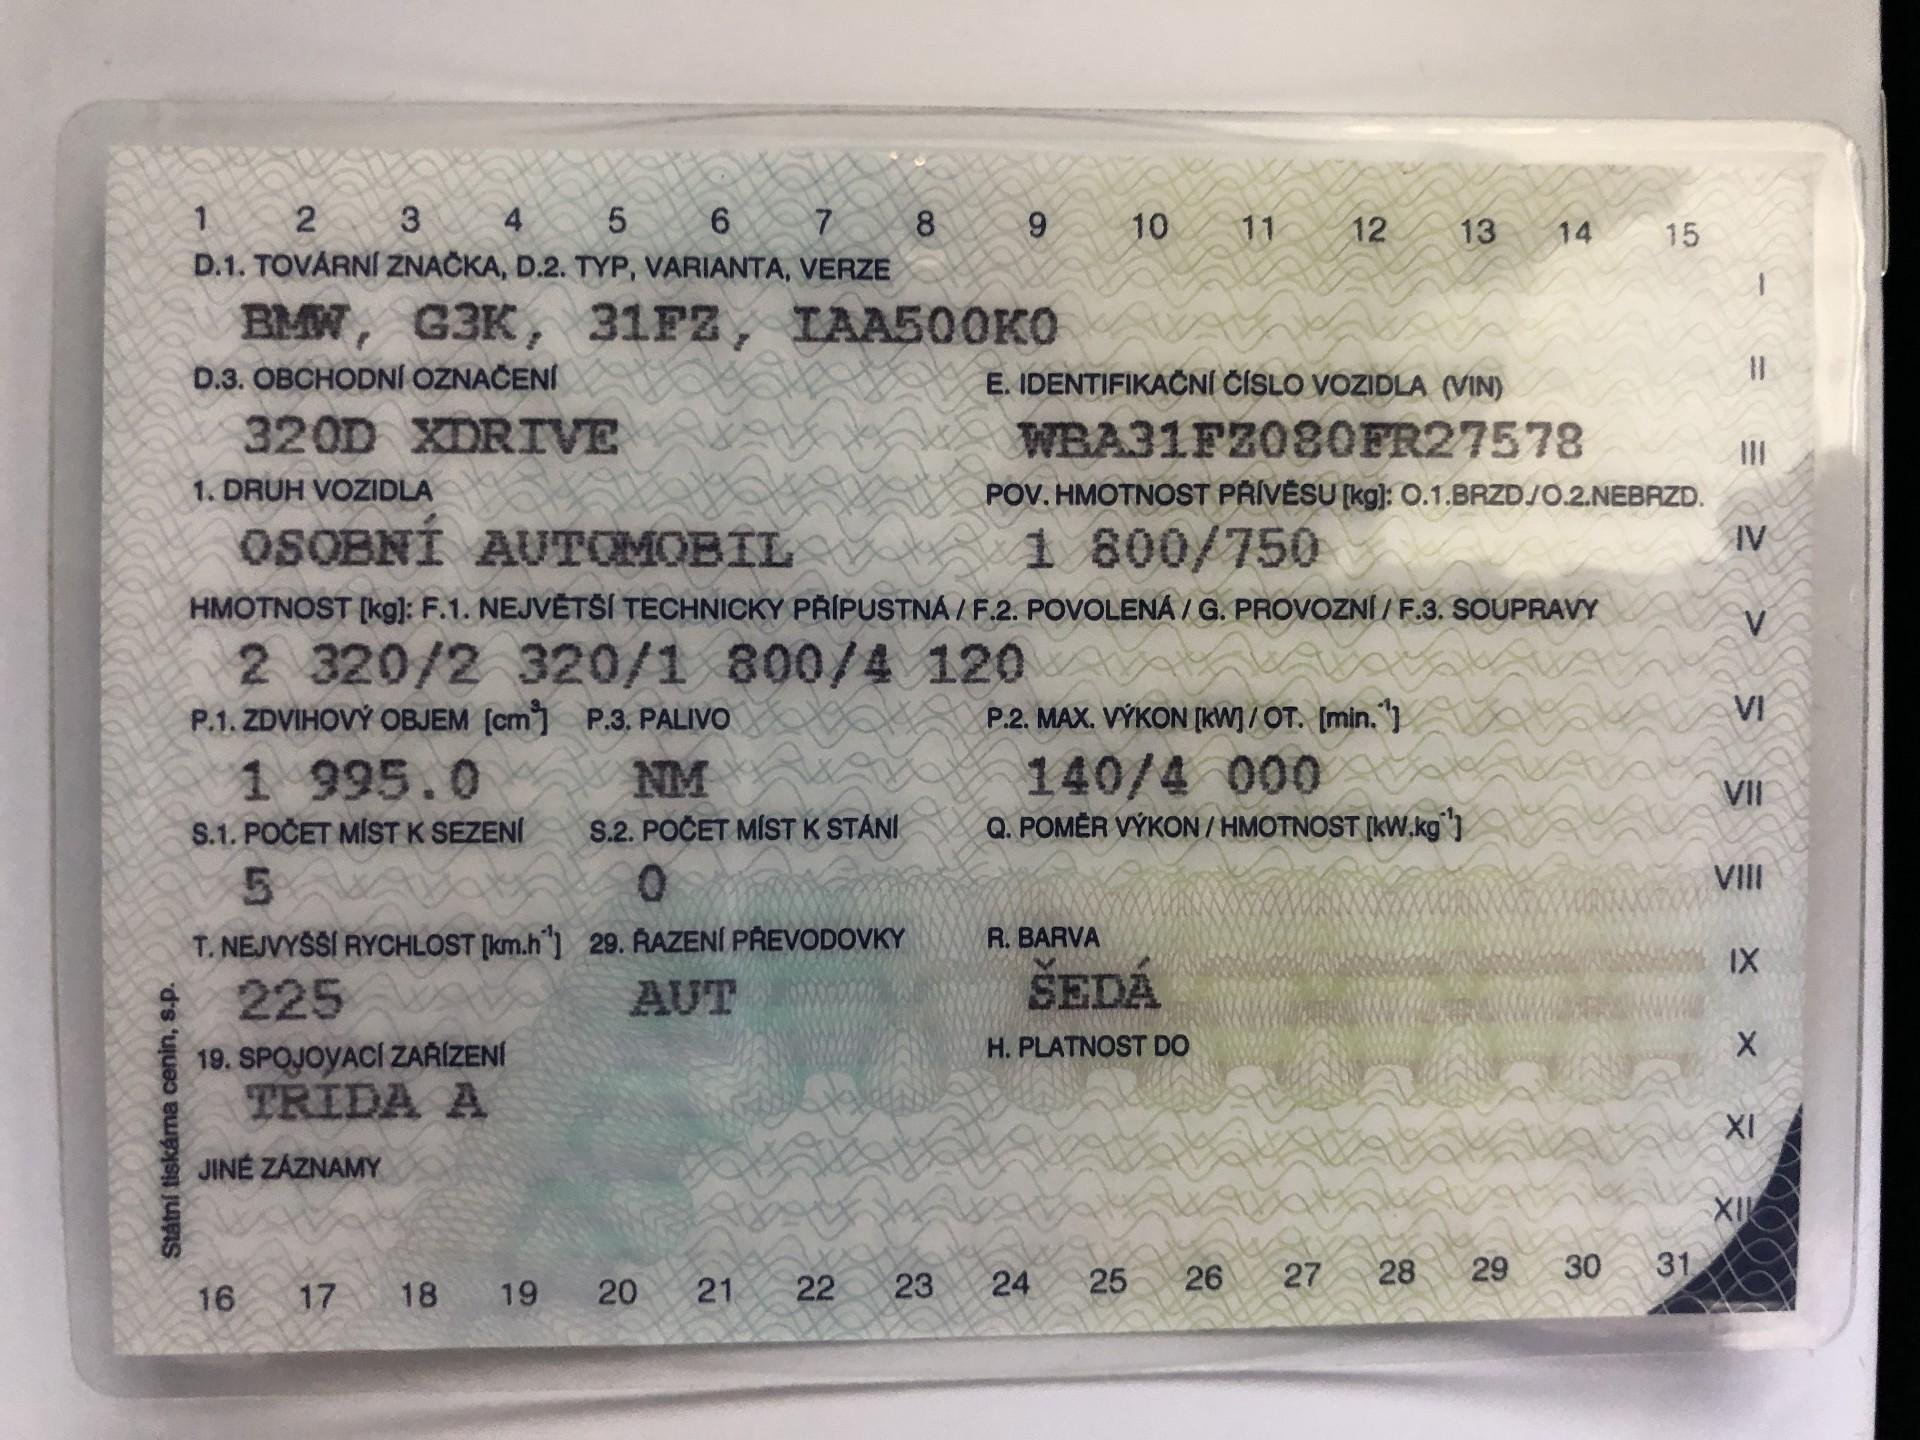 1 2 3 4 5 6 7 8 9 10 11 12 13 14 15
D.1. TOVÁRNÍ ZNAČKA, D.2. TYP, VARIANTA, VERZE
I
BMW, G3K, 31FZ, IAA500K0
D.3. OBCHODNÍ OZNAČENÍ E. IDENTIFIKAČNÍ ČÍSLO VOZIDLA (VIN)
II
320D XDRIVE WBA31FZ080FR27578
III
1. DRUH VOZIDLA POV. HMOTNOST PŘÍVĚSU [kg]: O.1.BRZD./O.2.NEBRZD.
OSOBNÍ AUTOMOBIL 1 800/750
IV
HMOTNOST [kg]: F.1. NEJVĚTŠÍ TECHNICKY PŘÍPUSTNÁ / F.2. POVOLENÁ / G. PROVOZNÍ / F.3. SOUPRAVY
V
2 320/2 320/1 800/4 120
P.1. ZDVIHOVÝ OBJEM [cm³] P.3. PALIVO P.2. MAX. VÝKON [kW] / OT. [min.⁻¹]
VI
1 995.0 NM 140/4 000
VII
S.1. POČET MÍST K SEZENÍ S.2. POČET MÍST K STÁNÍ Q. POMĚR VÝKON / HMOTNOST [kW.kg⁻¹]
5 0
VIII
T. NEJVYŠŠÍ RYCHLOST [km.h⁻¹] 29. ŘAZENÍ PŘEVODOVKY R. BARVA
IX
225 AUT ŠEDÁ
19. SPOJOVACÍ ZAŘÍZENÍ H. PLATNOST DO
X
TŘÍDA A
XI
JINÉ ZÁZNAMY
XII
Státní tiskárna cenin, s.p.
16 17 18 19 20 21 22 23 24 25 26 27 28 29 30 31